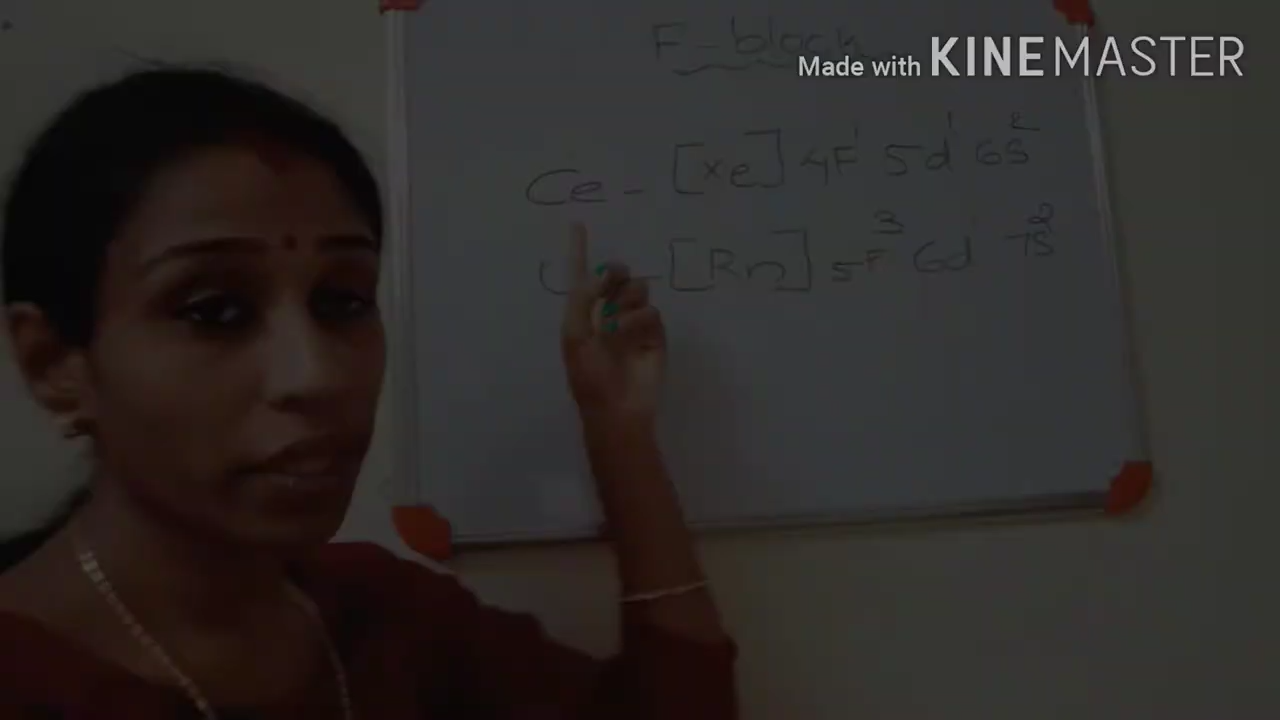 F-block
Made with KINEMASTER
Ce - [Xe] 4F¹ 5d¹ 6S²
U - [Rn] 5F³ 6d 7S²